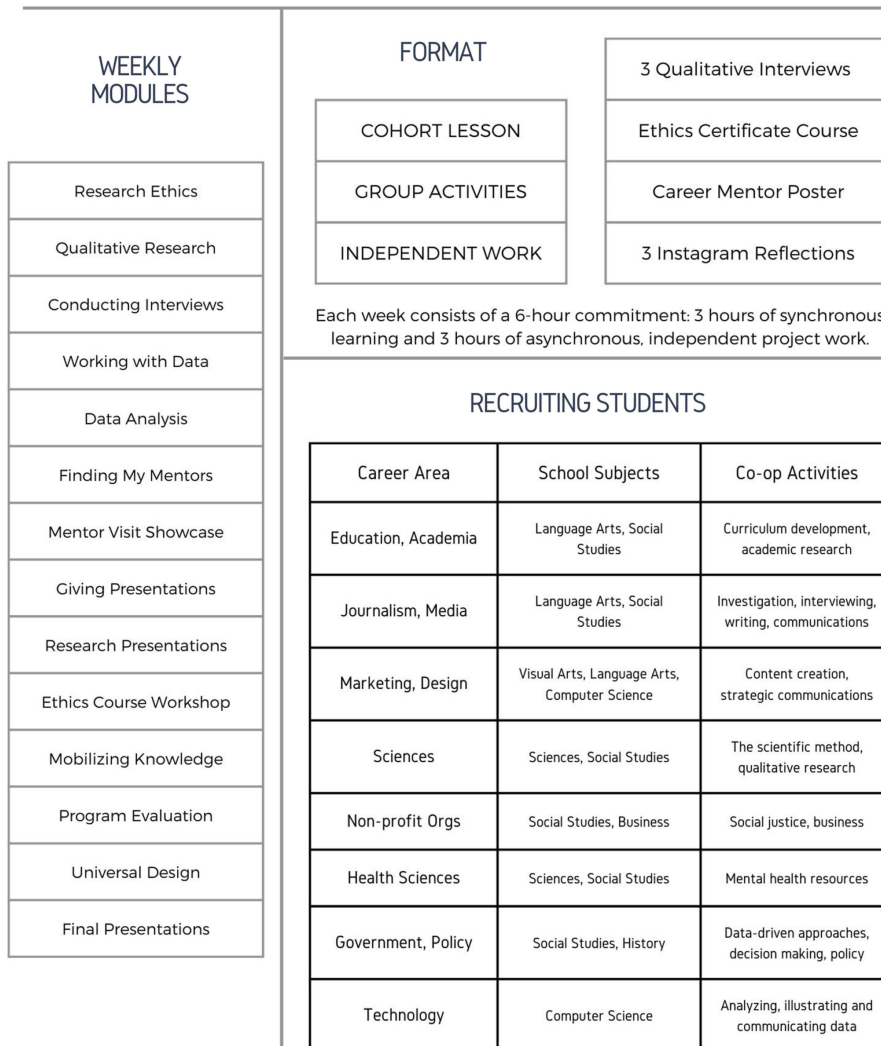 WEEKLY
MODULES
Research Ethics
Qualitative Research
Conducting Interviews
Working with Data
Data Analysis
Finding My Mentors
Mentor Visit Showcase
Giving Presentations
Research Presentations
Ethics Course Workshop
Mobilizing Knowledge
Program Evaluation
Universal Design
Final Presentations
FORMAT
COHORT LESSON
GROUP ACTIVITIES
INDEPENDENT WORK
3 Qualitative Interviews
Ethics Certificate Course
Career Mentor Poster
3 Instagram Reflections
Each week consists of a 6-hour commitment: 3 hours of synchronous
learning and 3 hours of asynchronous, independent project work.
RECRUITING STUDENTS
Career Area
School Subjects
Co-op Activities
Education, Academia
Language Arts, Social
Studies
Curriculum development,
academic research
Journalism, Media
Language Arts, Social
Studies
Investigation, interviewing,
writing, communications
Marketing, Design
Visual Arts, Language Arts,
Computer Science
Content creation,
strategic communications
Sciences
Sciences, Social Studies
The scientific method,
qualitative research
Non-profit Orgs
Social Studies, Business
Social justice, business
Health Sciences
Sciences, Social Studies
Mental health resources
Government, Policy
Social Studies, History
Data-driven approaches,
decision making, policy
Technology
Computer Science
Analyzing, illustrating and
communicating data